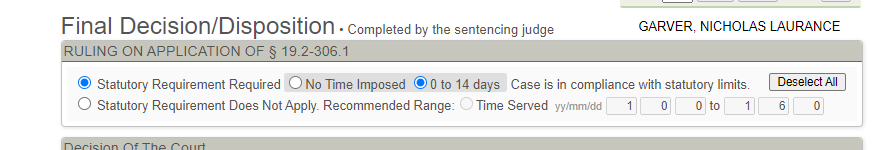 Final Decision/Disposition • Completed by the sentencing judge GARVER, NICHOLAS LAURANCE
RULING ON APPLICATION OF § 19.2-306.1
Statutory Requirement Required No Time Imposed 0 to 14 days Case is in compliance with statutory limits. Deselect All
Statutory Requirement Does Not Apply. Recommended Range: Time Served yy/mm/dd 1 0 0 to 1 6 0
Decision Of The Court